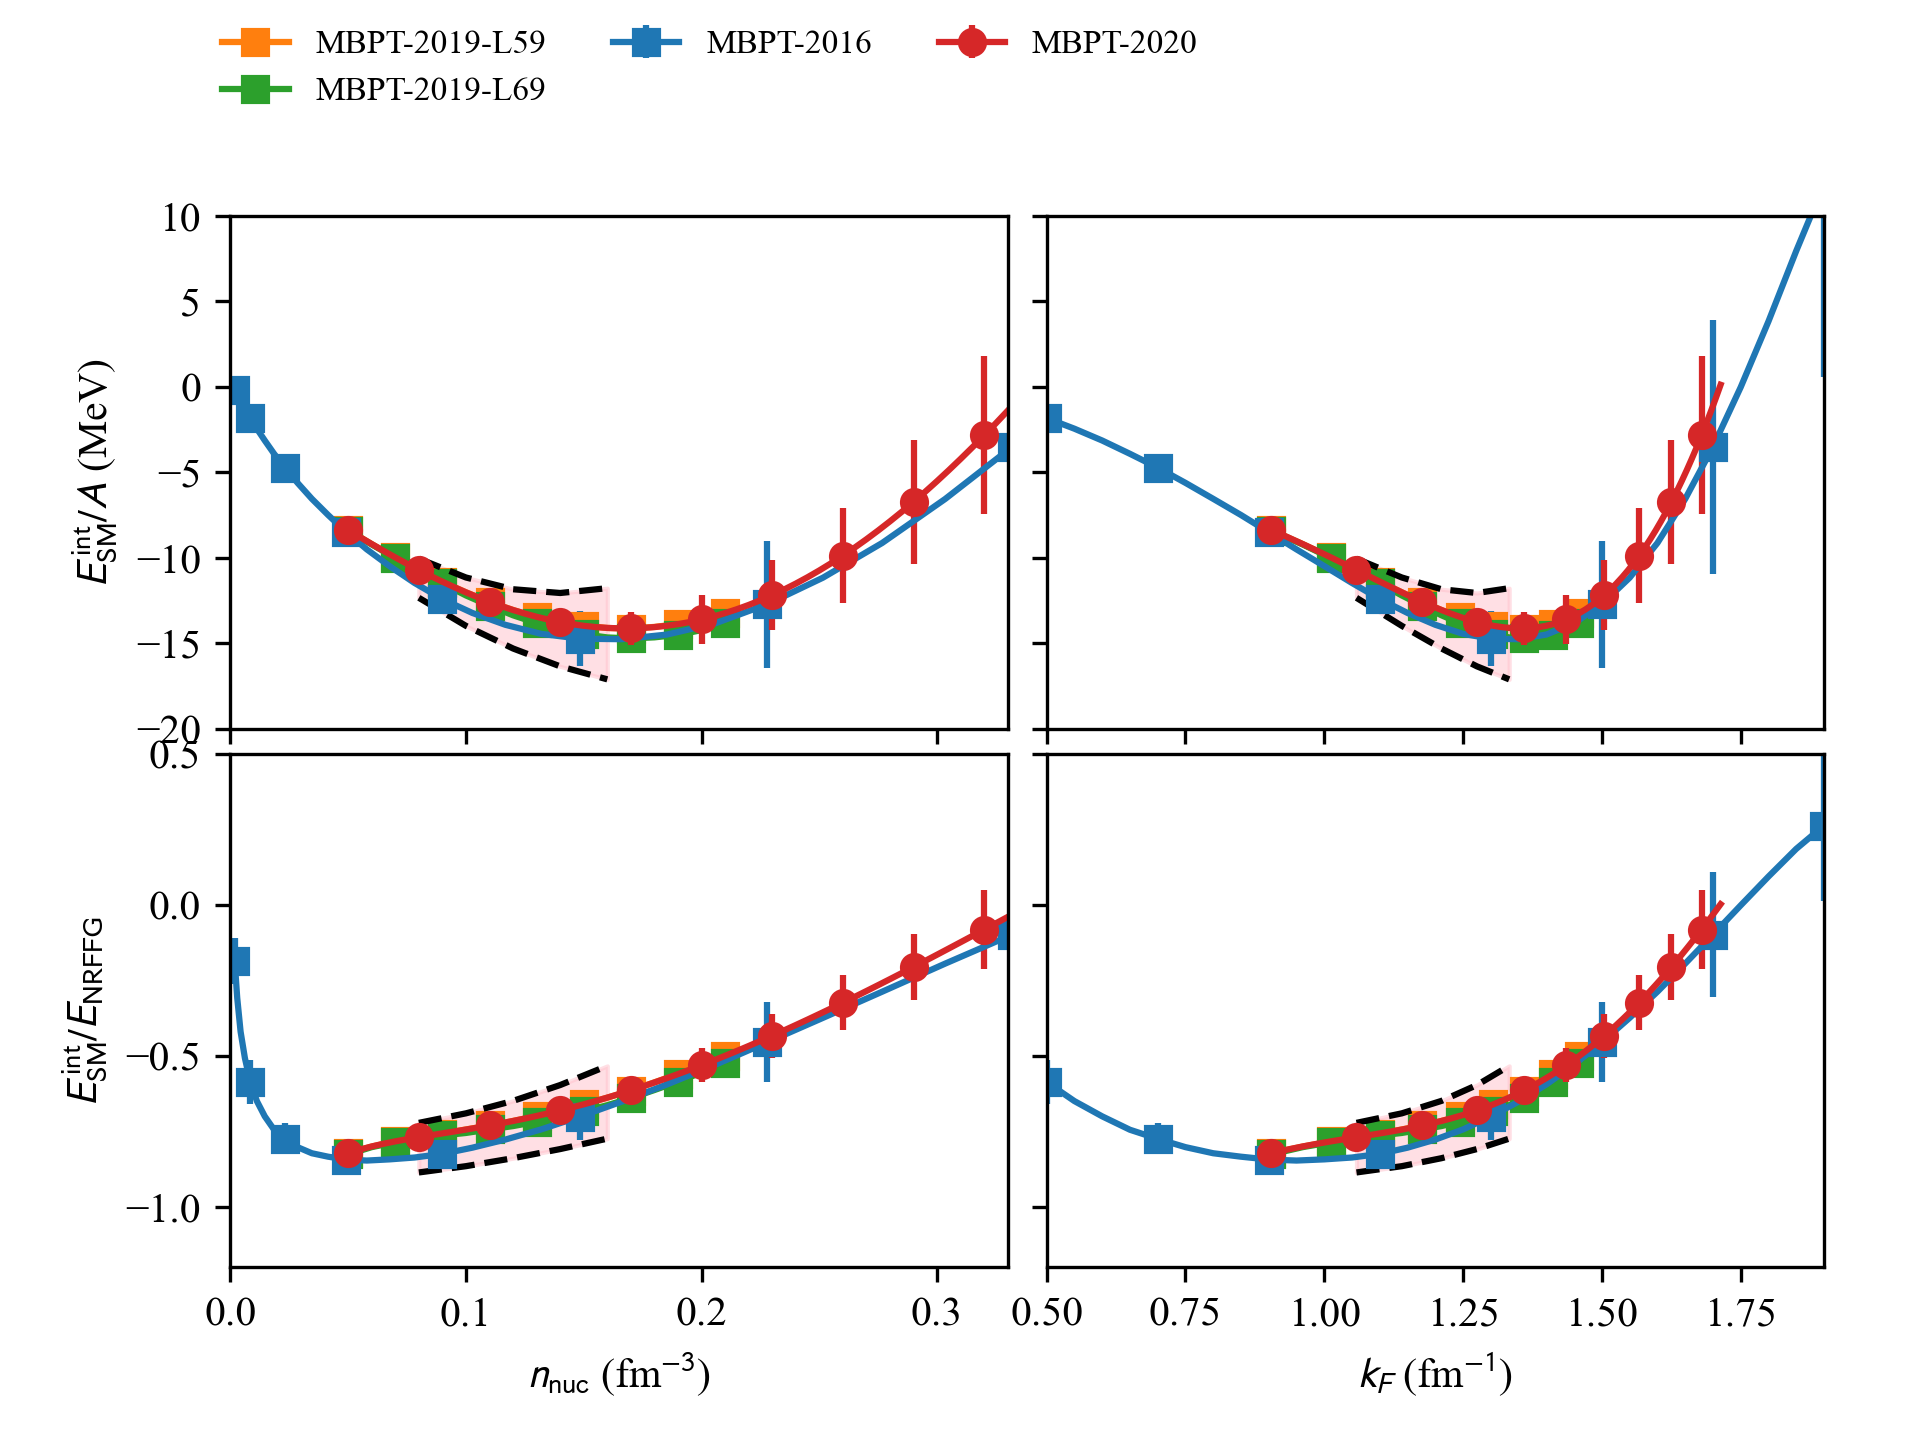 MBPT-2019-L59 MBPT-2016 MBPT-2020
MBPT-2019-L69
10
5
0
−5
−10
−15
−20
E^int_SM/A (MeV)
0.5
0.0
−0.5
−1.0
E^int_SM/E_NRFFG
0.0 0.1 0.2 0.3
n_nuc (fm^−3)
0.50 0.75 1.00 1.25 1.50 1.75
k_F (fm^−1)